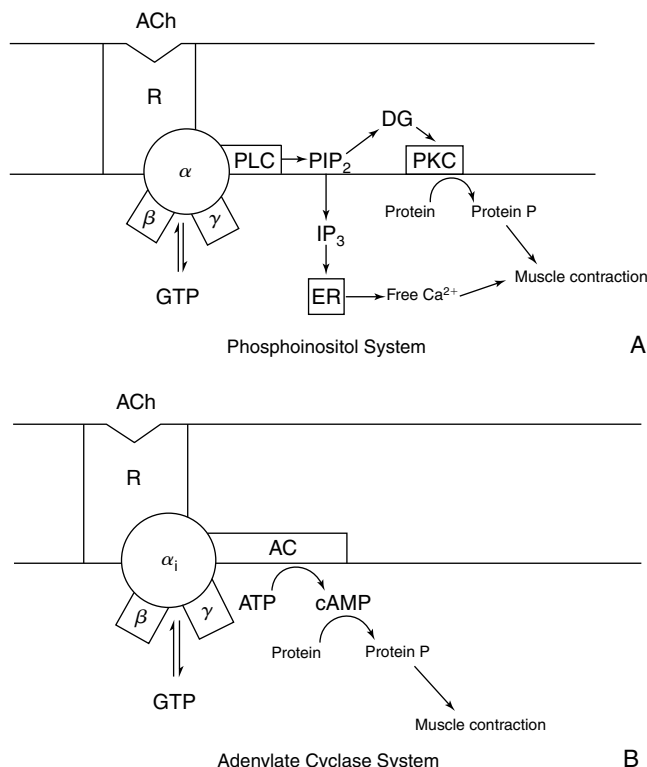 ACh
R
DG
α PLC PIP₂ PKC
β γ Protein Protein P
IP₃
GTP ER Free Ca²⁺ Muscle contraction
Phosphoinositol System A
ACh
R
AC
αᵢ
β γ ATP cAMP
Protein Protein P
GTP
Muscle contraction
Adenylate Cyclase System B